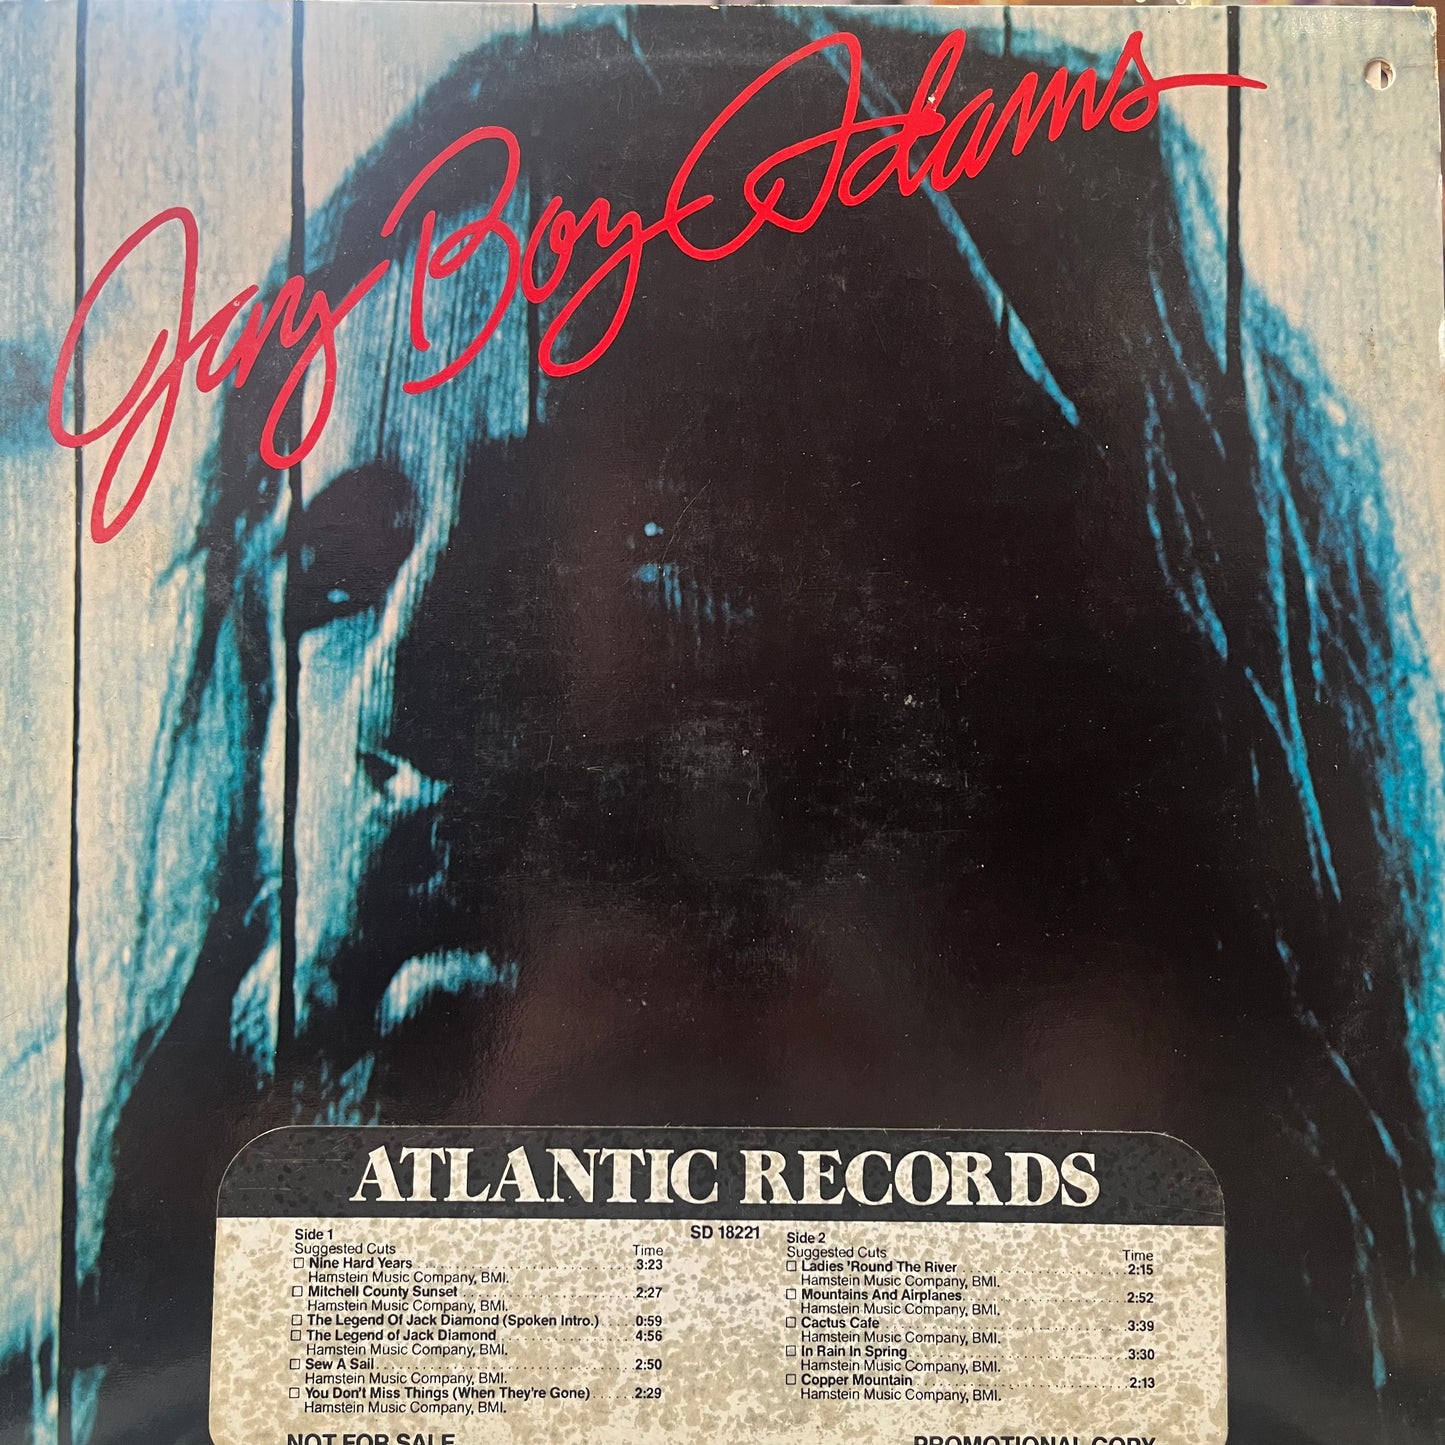 Jay Boy Adams
ATLANTIC RECORDS
SD 18221
Side 1
Suggested Cuts Time
☐ Nine Hard Years 3:23
Hamstein Music Company, BMI.
☐ Mitchell County Sunset 2:27
Hamstein Music Company, BMI.
☐ The Legend Of Jack Diamond (Spoken Intro.) 0:59
☐ The Legend of Jack Diamond 4:56
Hamstein Music Company, BMI.
☐ Sew A Sail 2:50
Hamstein Music Company, BMI.
☐ You Don't Miss Things (When They're Gone) 2:29
Hamstein Music Company, BMI.
Side 2
Suggested Cuts Time
☐ Ladies 'Round The River 2:15
Hamstein Music Company, BMI.
☐ Mountains And Airplanes 2:52
Hamstein Music Company, BMI.
☐ Cactus Cafe 3:39
Hamstein Music Company, BMI.
☐ In Rain In Spring 3:30
Hamstein Music Company, BMI.
☐ Copper Mountain 2:13
Hamstein Music Company, BMI.
NOT FOR SALE PROMOTIONAL COPY